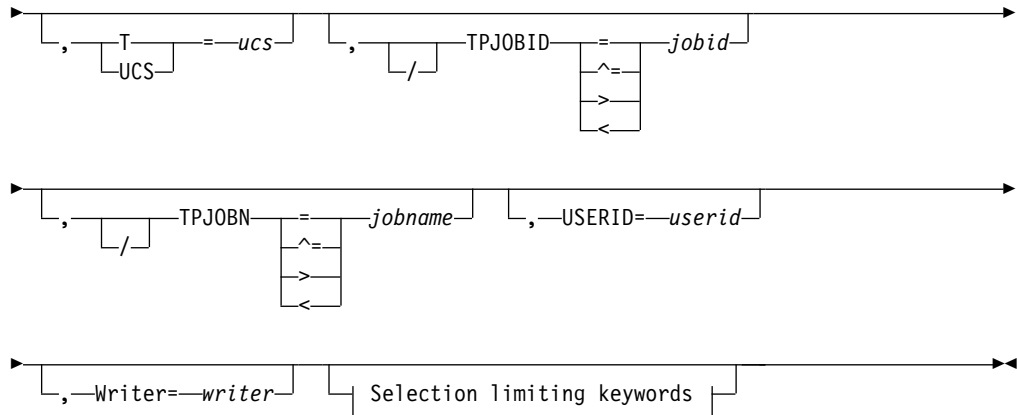 , T = ucs , / TPJOBID = jobid
UCS ^=
>
<
, / TPJOBN = jobname , USERID= userid
^=
>
<
, Writer= writer Selection limiting keywords